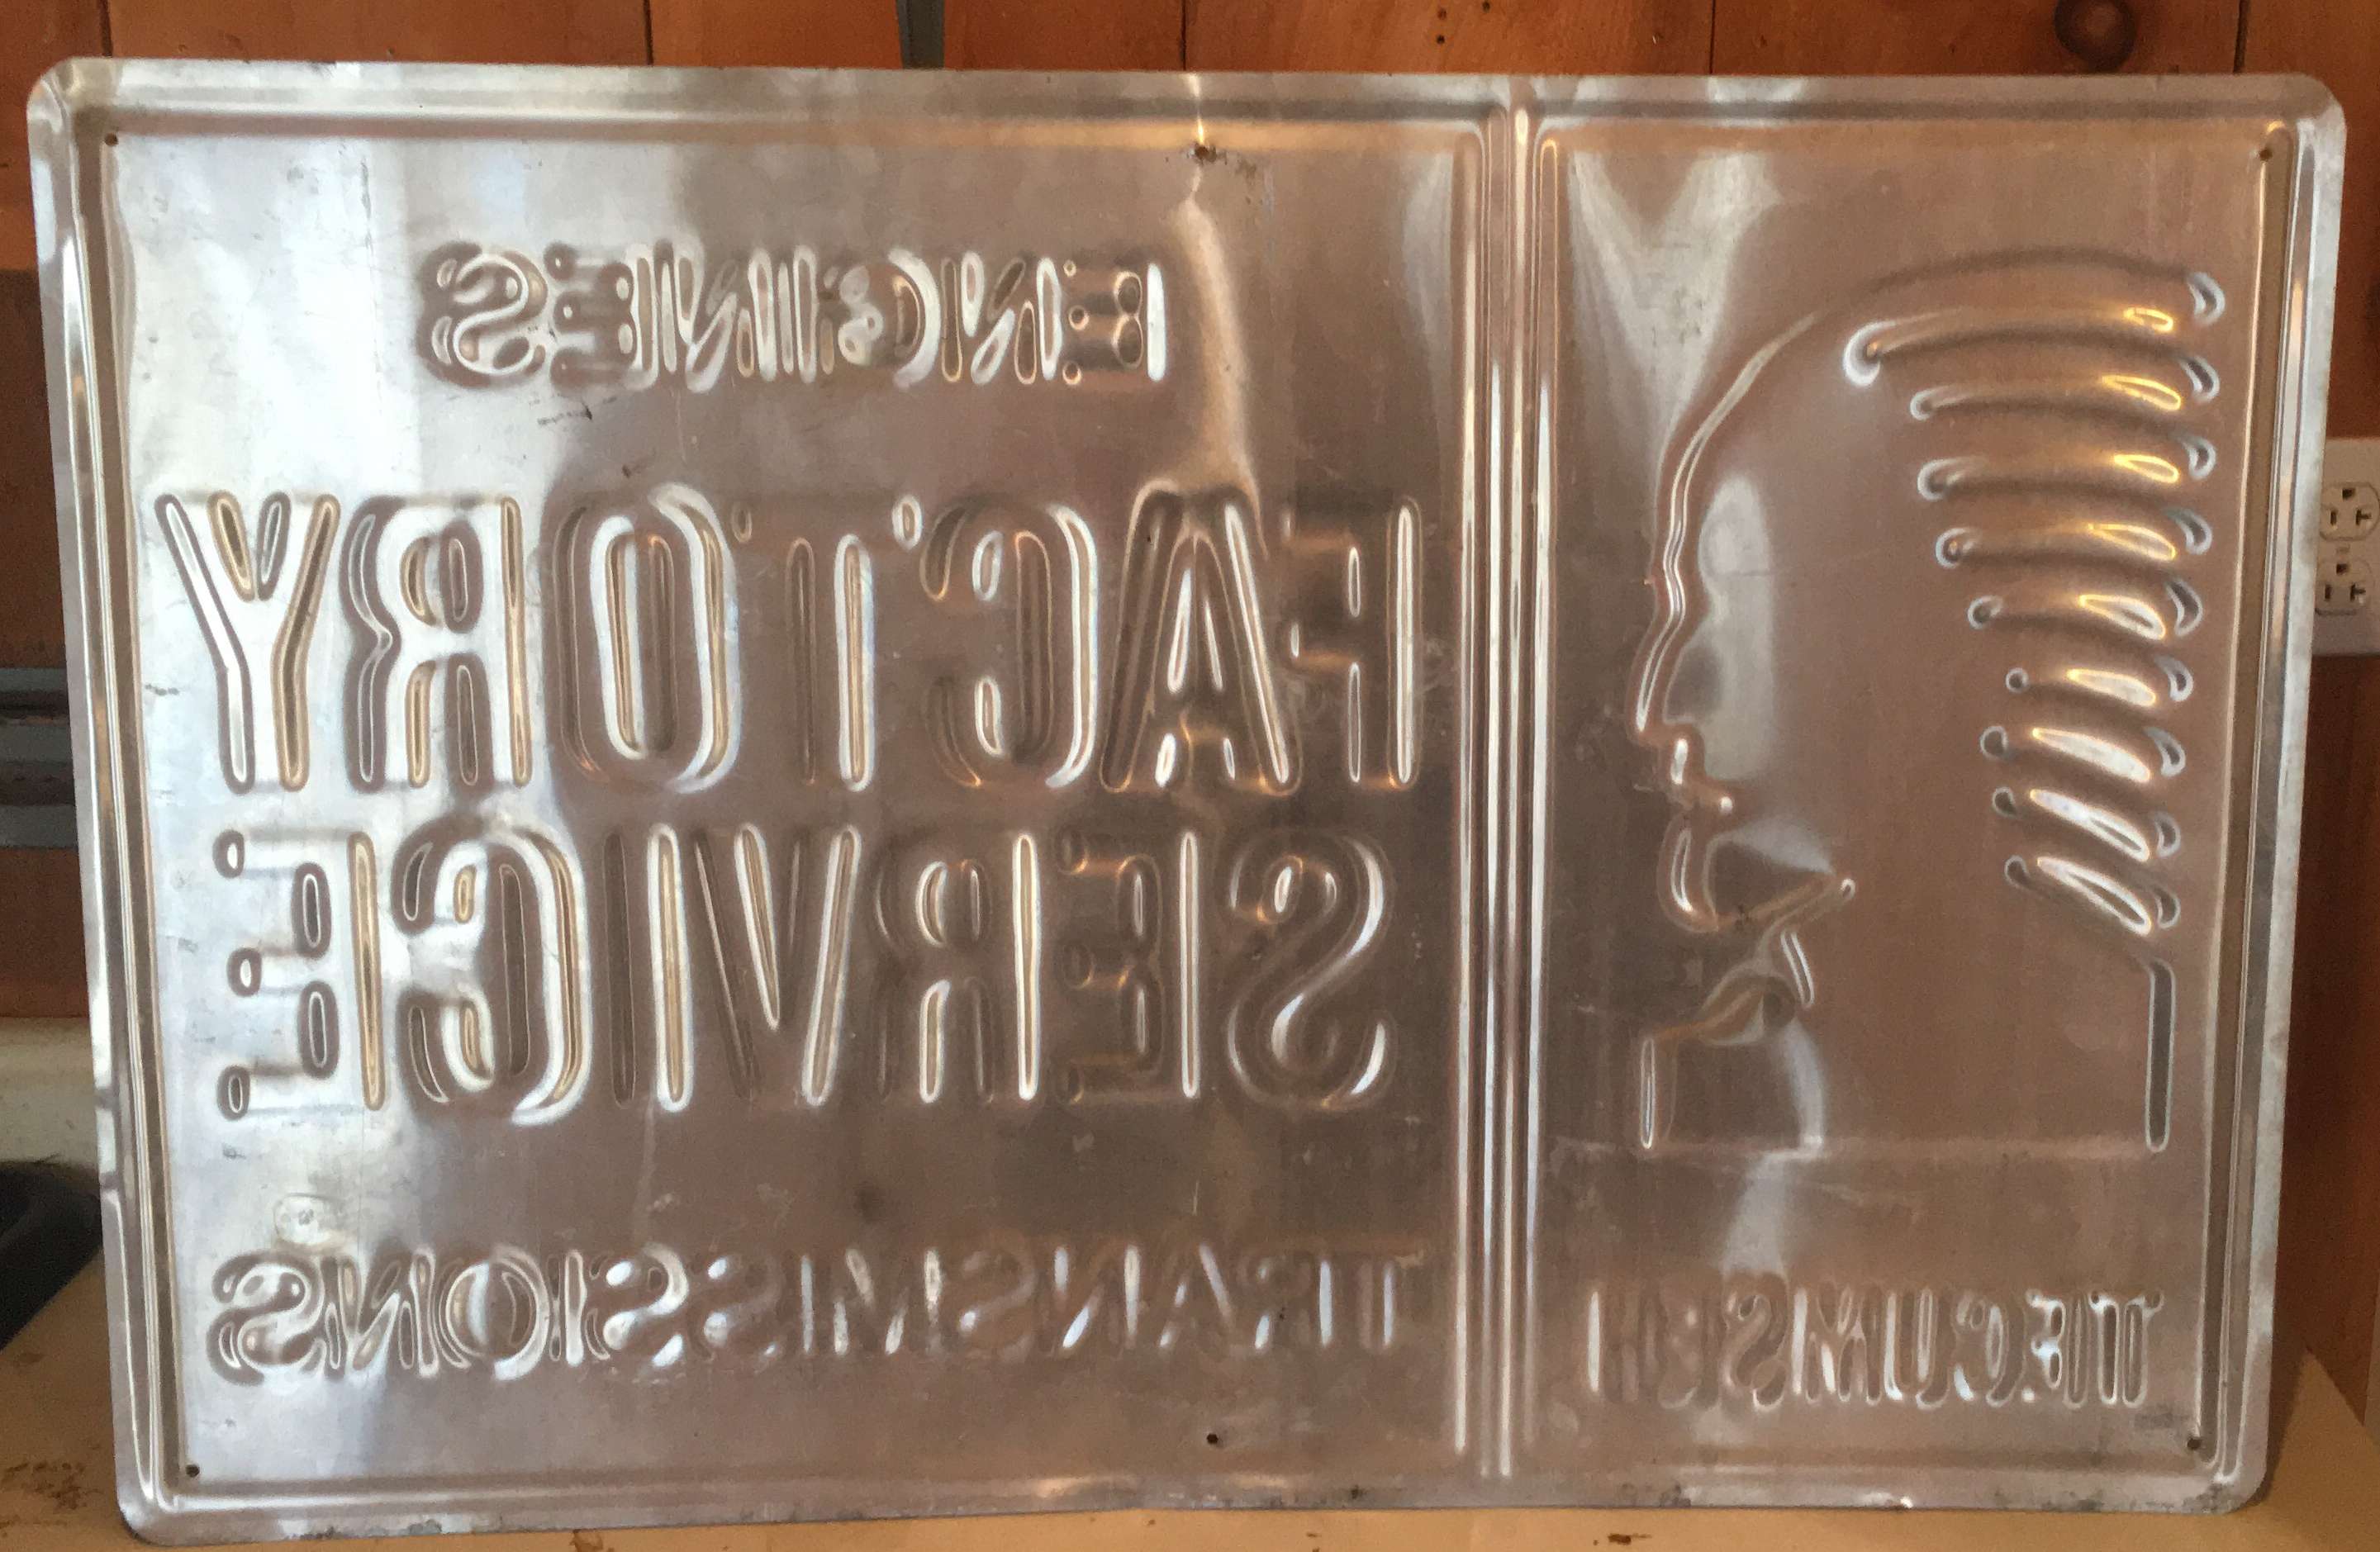 ENGINES
FACTORY
SERVICE
TRANSMISSIONS
TECUMSEH